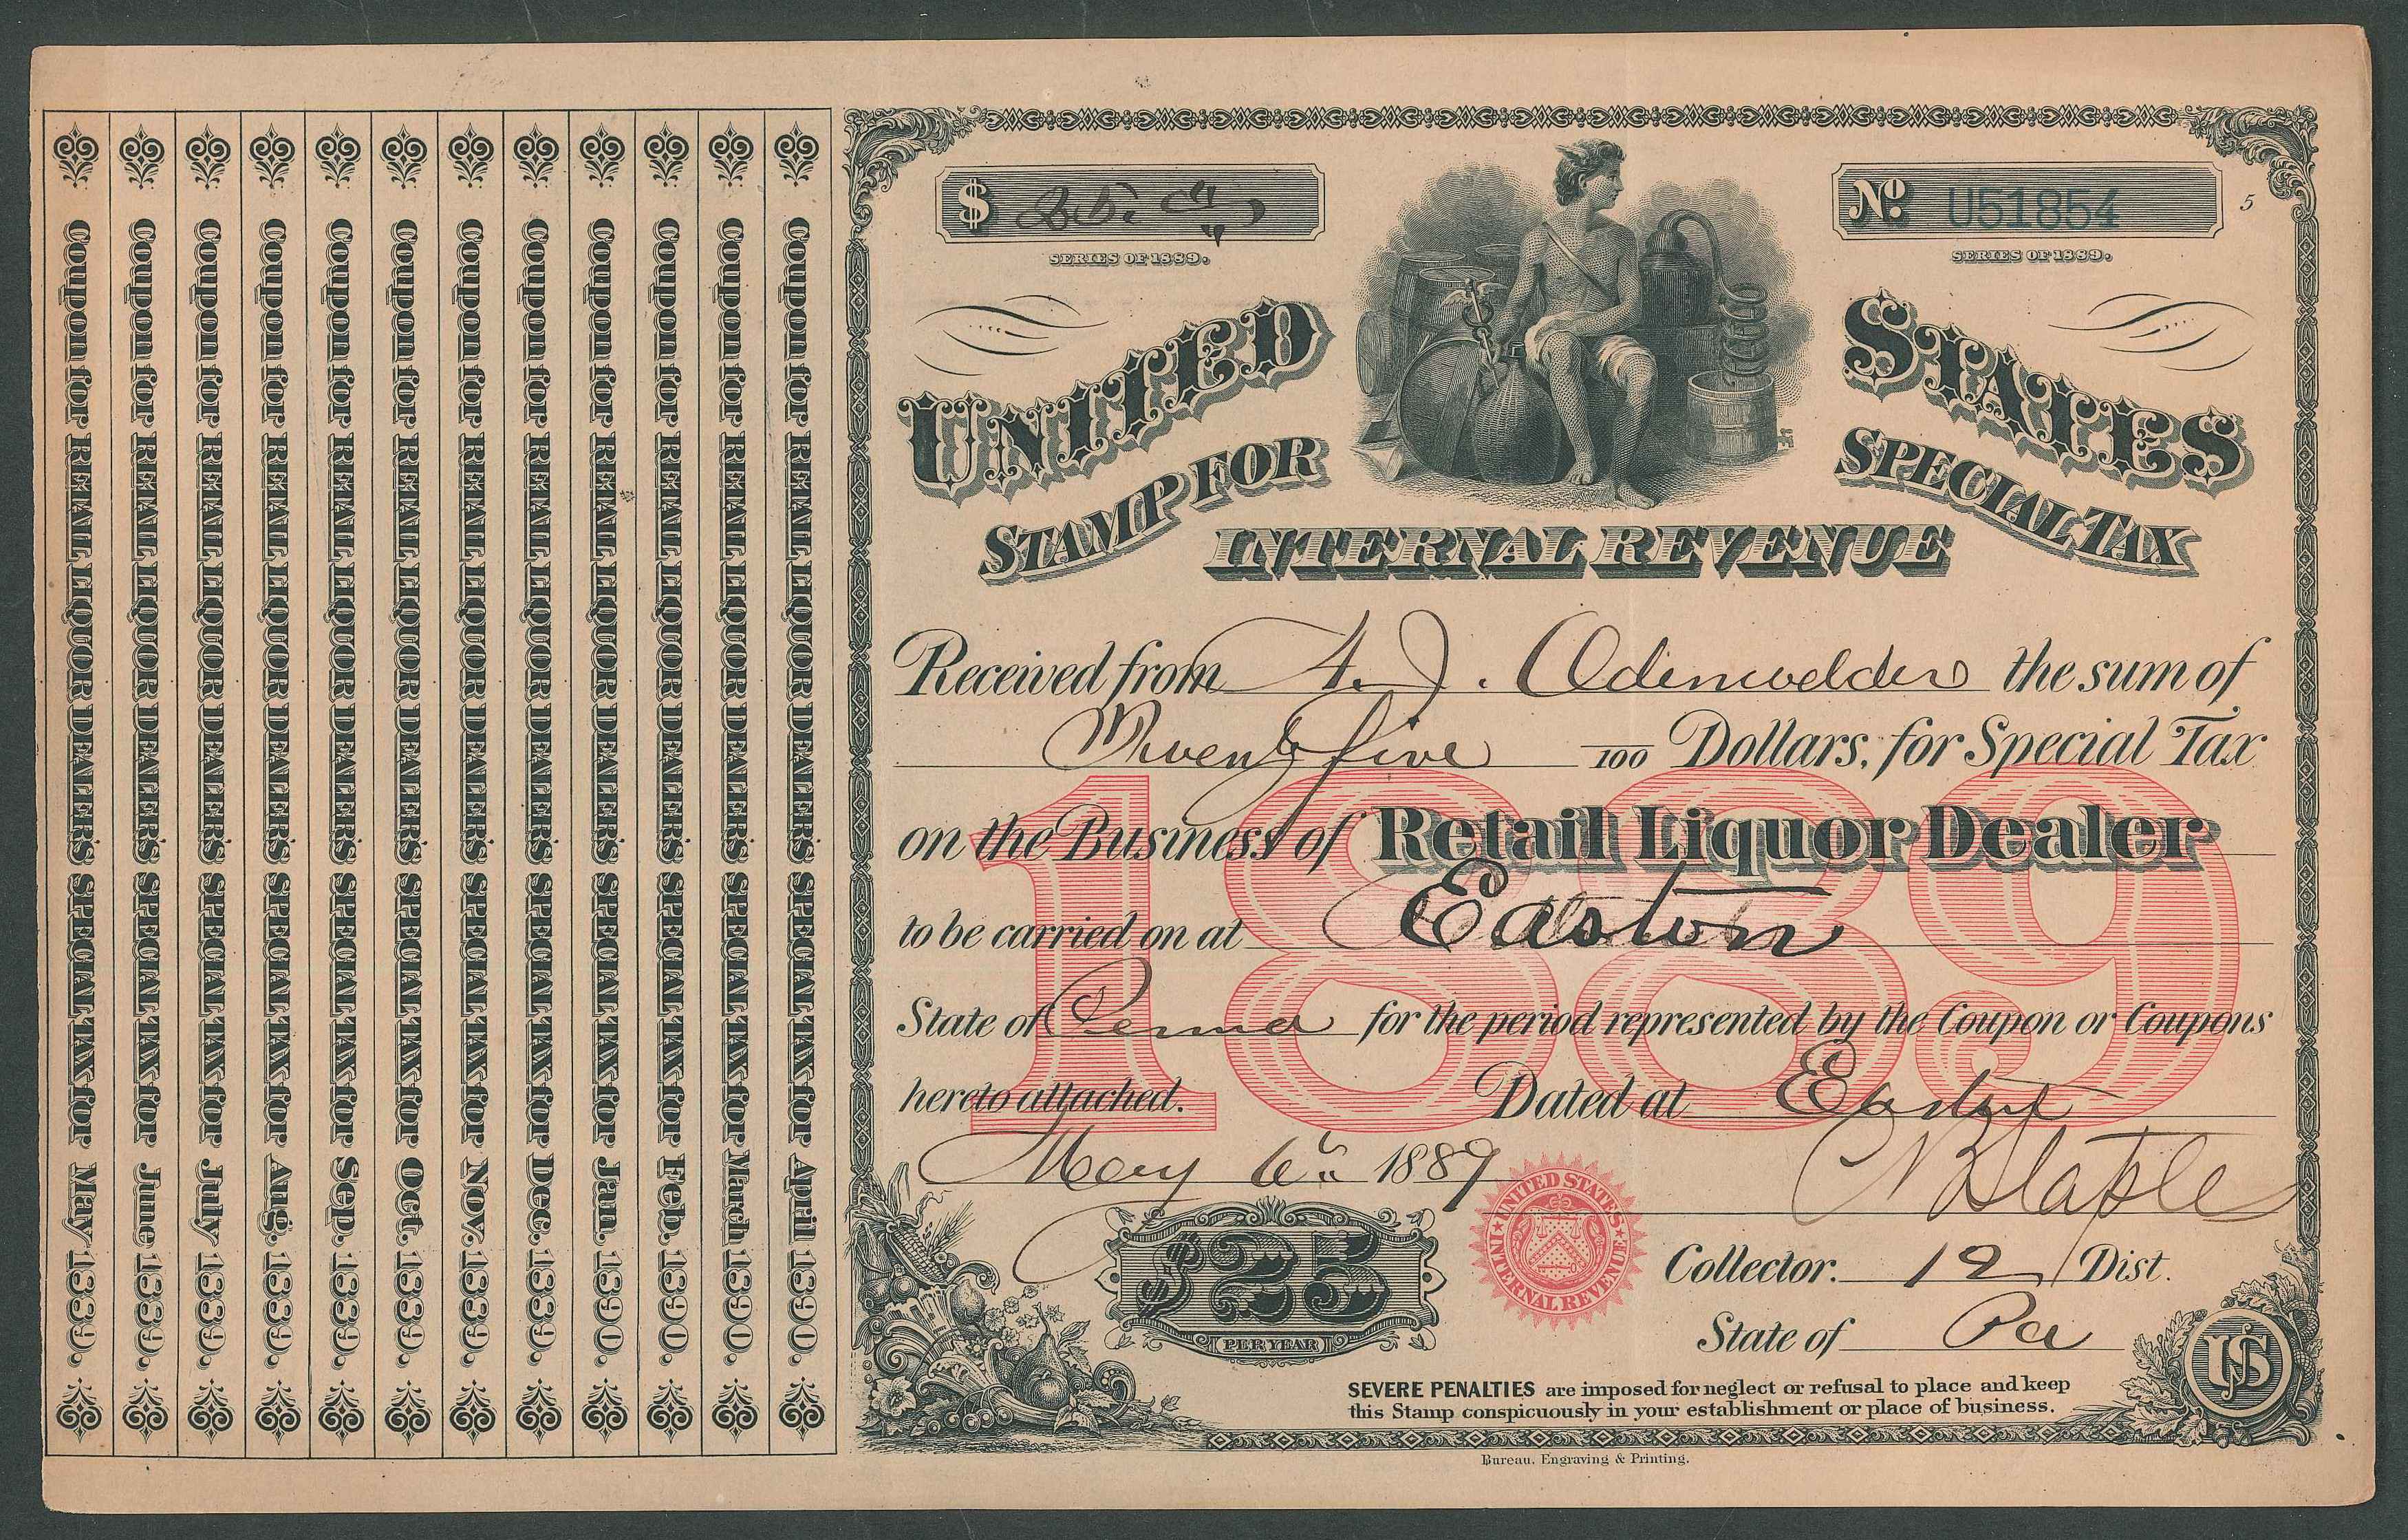 Coupon for RETAIL LIQUOR DEALER'S SPECIAL TAX for May 1889.
Coupon for RETAIL LIQUOR DEALER'S SPECIAL TAX for June 1889.
Coupon for RETAIL LIQUOR DEALER'S SPECIAL TAX for July 1889.
Coupon for RETAIL LIQUOR DEALER'S SPECIAL TAX for Aug. 1889.
Coupon for RETAIL LIQUOR DEALER'S SPECIAL TAX for Sep. 1889.
Coupon for RETAIL LIQUOR DEALER'S SPECIAL TAX for Oct. 1889.
Coupon for RETAIL LIQUOR DEALER'S SPECIAL TAX for Nov. 1889.
Coupon for RETAIL LIQUOR DEALER'S SPECIAL TAX for Dec. 1889.
Coupon for RETAIL LIQUOR DEALER'S SPECIAL TAX for Jan. 1890.
Coupon for RETAIL LIQUOR DEALER'S SPECIAL TAX for Feb. 1890.
Coupon for RETAIL LIQUOR DEALER'S SPECIAL TAX for March 1890.
Coupon for RETAIL LIQUOR DEALER'S SPECIAL TAX for April 1890.
$
No. U51854 5
SERIES OF 1889. SERIES OF 1889.
UNITED STATES
STAMP FOR SPECIAL TAX
INTERNAL REVENUE
Received from J. Odenwelder the sum of
Twenty five /100 Dollars, for Special Tax
on the Business of Retail Liquor Dealer
1889
to be carried on at Easton
State of Penna for the period represented by the Coupon or Coupons
hereto attached. Dated at Easton
May 6th 1889
Staple
$25
PER YEAR
UNITED STATES INTERNAL REVENUE
Collector. 12 Dist.
State of Pa
US
SEVERE PENALTIES are imposed for neglect or refusal to place and keep
this Stamp conspicuously in your establishment or place of business.
Bureau, Engraving & Printing.